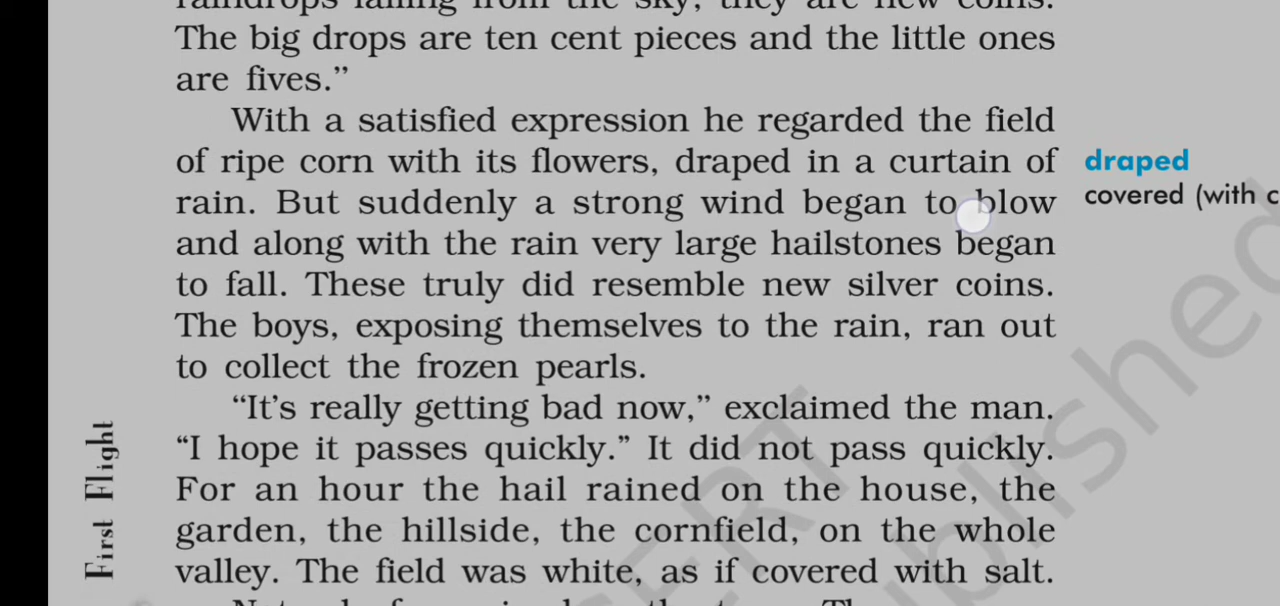 The big drops are ten cent pieces and the little ones
are fives.”
With a satisfied expression he regarded the field
of ripe corn with its flowers, draped in a curtain of
rain. But suddenly a strong wind began to blow
and along with the rain very large hailstones began
to fall. These truly did resemble new silver coins.
The boys, exposing themselves to the rain, ran out
to collect the frozen pearls.
“It's really getting bad now,” exclaimed the man.
“I hope it passes quickly.” It did not pass quickly.
For an hour the hail rained on the house, the
garden, the hillside, the cornfield, on the whole
valley. The field was white, as if covered with salt.
draped
covered (with
First Flight